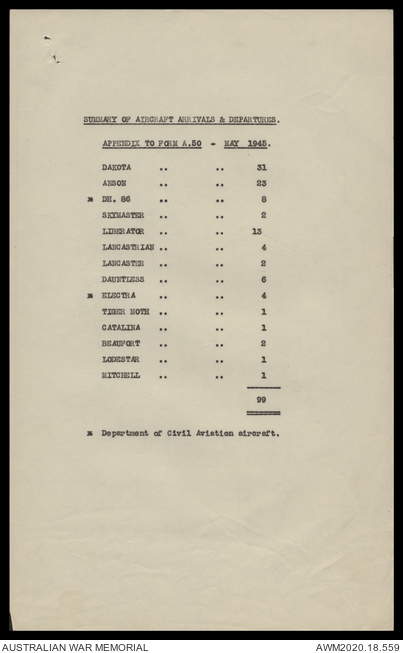 SUMMARY OF AIRCRAFT ARRIVALS & DEPARTURES.
APPENDIX TO FORM A.50 - MAY 1945.
DAKOTA .. .. 31
ANSON .. .. 23
* DH. 86 .. .. 8
SKYMASTER .. .. 2
LIBERATOR .. .. 13
LANCASTRIAN .. .. 4
LANCASTER .. .. 2
DAUNTLESS .. .. 6
* ELECTRA .. .. 4
TIGER MOTH .. .. 1
CATALINA .. .. 1
BEAUFORT .. .. 2
LODESTAR .. .. 1
MITCHELL .. .. 1
99
* Department of Civil Aviation aircraft.
AUSTRALIAN WAR MEMORIAL AWM2020.18.559